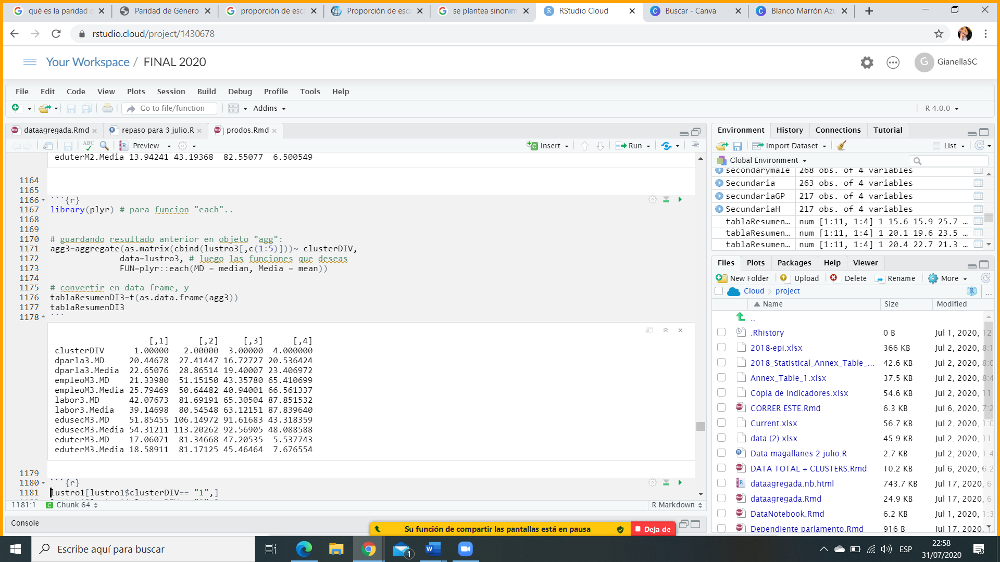 qué es la paridad
Paridad de Género
proporción de esca
Proporción de esca
se plantea sinonim
RStudio Cloud
Buscar - Canva
Blanco Marrón Azu
rstudio.cloud/project/1430678
Your Workspace / FINAL 2020
G GianellaSC
File Edit Code View Plots Session Build Debug Profile Tools Help
Go to file/function
Addins
R 4.0.0
dataagregada.Rmd
repaso para 3 julio.R
prodos.Rmd
ABC Preview
Insert Run
eduterM2.Media 13.94241 43.19368 82.55077 6.500549
1164
1165
1166 ```{r}
1167 library(plyr) # para funcion "each"..
1168
1169
1170 # guardando resultado anterior en objeto "agg":
1171 agg3=aggregate(as.matrix(cbind(lustro3[,c(1:5)]))~ clusterDIV,
1172 data=lustro3, # luego las funciones que deseas
1173 FUN=plyr::each(MD = median, Media = mean))
1174
1175 # convertir en data frame, y
1176 tablaResumenDI3=t(as.data.frame(agg3))
1177 tablaResumenDI3
1178 ```
[,1] [,2] [,3] [,4]
clusterDIV 1.00000 2.00000 3.00000 4.000000
dparla3.MD 20.44678 27.41447 16.72727 20.536424
dparla3.Media 22.65076 28.86514 19.40007 23.406972
empleoM3.MD 21.33980 51.15150 43.35780 65.410699
empleoM3.Media 25.79469 50.64482 40.94001 66.561337
labor3.MD 42.07673 81.69191 65.30504 87.851532
labor3.Media 39.14698 80.54548 63.12151 87.839640
edusecM3.MD 51.85455 106.14972 91.61683 43.318359
edusecM3.Media 54.31211 113.20262 92.56905 48.088588
eduterM3.MD 17.06071 81.34668 47.20535 5.537743
eduterM3.Media 18.58911 81.17125 45.46464 7.676554
1179
1180 ```{r}
1181 lustro1[lustro1$clusterDIV== "1",]
1181:1 C Chunk 64 R Markdown
Console
Environment History Connections Tutorial
Import Dataset List
Global Environment
secondarymale 268 obs. of 4 variables
Secundaria 263 obs. of 4 variables
secundariaGP 217 obs. of 4 variables
SecundariaH 217 obs. of 4 variables
tablaResumen… num [1:11, 1:4] 1 15.6 15.9 25.7 …
tablaResumen… num [1:11, 1:4] 1 20.1 19.6 23.5 …
tablaResumen… num [1:11, 1:4] 1 20.4 22.7 21.3 …
Files Plots Packages Help Viewer
New Folder Upload Delete Rename More
Cloud project ...
Name Size Modified
..
.Rhistory 0 B Jul 1, 2020, 12:
2018-epi.xlsx 366 KB Jul 2, 2020, 8:1
2018_Statistical_Annex_Table_... 42.6 KB Jul 2, 2020, 8:0
Annex_Table_1.xlsx 37.5 KB Jul 2, 2020, 8:4
Copia de Indicadores.xlsx 54.6 KB Jul 2, 2020, 11:
CORRER ESTE.Rmd 6.3 KB Jul 6, 2020, 7:2
Current.xlsx 56.7 KB Jul 2, 2020, 1:0
data (2).xlsx 45.9 KB Jul 2, 2020, 11:
Data magallanes 2 julio.R 2.7 KB Jul 2, 2020, 1:4
DATA TOTAL + CLUSTERS.Rmd 10.2 KB Jul 6, 2020, 6:2
dataagregada.nb.html 743.7 KB Jul 17, 2020, 6:
dataagregada.Rmd 24.9 KB Jul 17, 2020, 6:
DataNotebook.Rmd 6.2 KB Jul 1, 2020, 1:3
Dependiente parlamento.Rmd 916 B Jul 17, 2020, 1
Su función de compartir las pantallas está en pausa
Deja de
Escribe aquí para buscar
1
ESP
22:58
31/07/2020